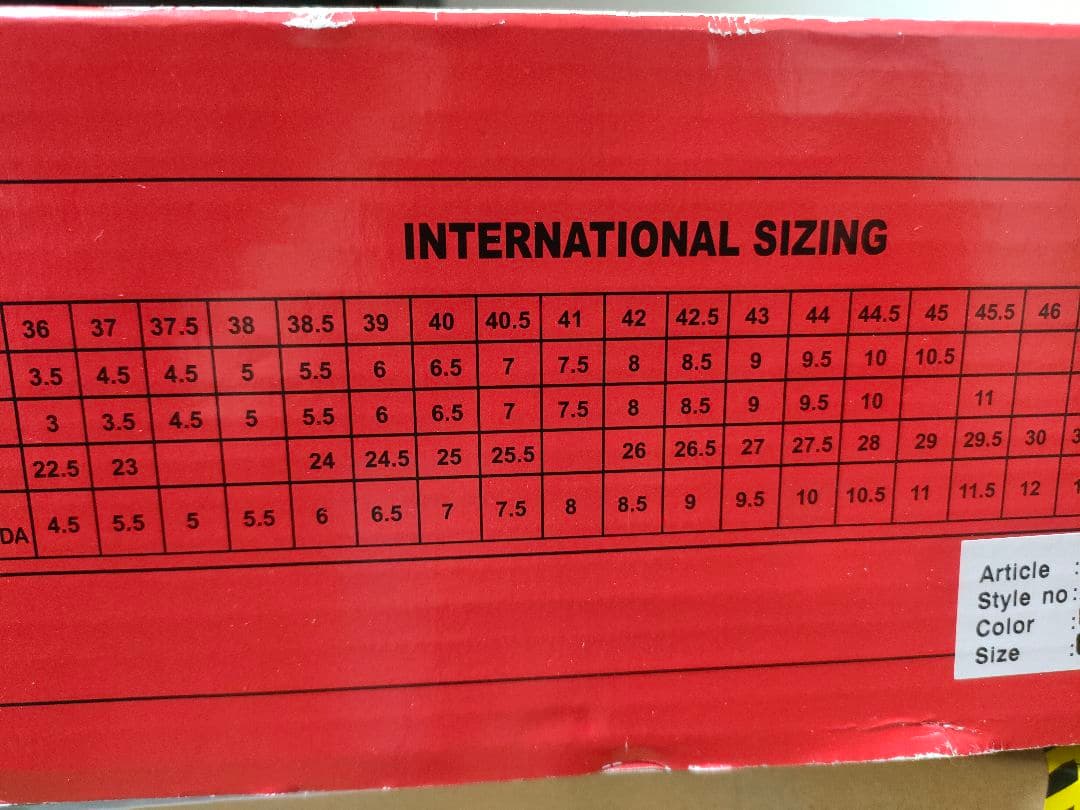 INTERNATIONAL SIZING
36 37 37.5 38 38.5 39 40 40.5 41 42 42.5 43 44 44.5 45 45.5 46
3.5 4.5 4.5 5 5.5 6 6.5 7 7.5 8 8.5 9 9.5 10 10.5
3 3.5 4.5 5 5.5 6 6.5 7 7.5 8 8.5 9 9.5 10 11
22.5 23 24 24.5 25 25.5 26 26.5 27 27.5 28 29 29.5 30
DA 4.5 5.5 5 5.5 6 6.5 7 7.5 8 8.5 9 9.5 10 10.5 11 11.5 12
Article :
Style no :
Color :
Size :